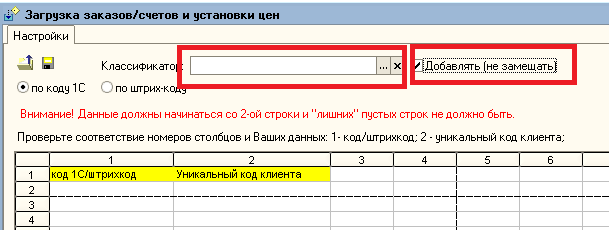 Загрузка заказов/счетов и установки цен
Настройки
Классификатор: ... × Добавлять (не замещать)
по коду 1С по штрих-коду
Внимание! Данные должны начинаться со 2-ой строки и "лишних" пустых строк не должно быть.
Проверьте соответствие номеров столбцов и Ваших данных: 1- код/штрихкод; 2 - уникальный код клиента;
1 2 3 4 5 6
1 код 1С/штрихкод Уникальный код клиента
2
3
4